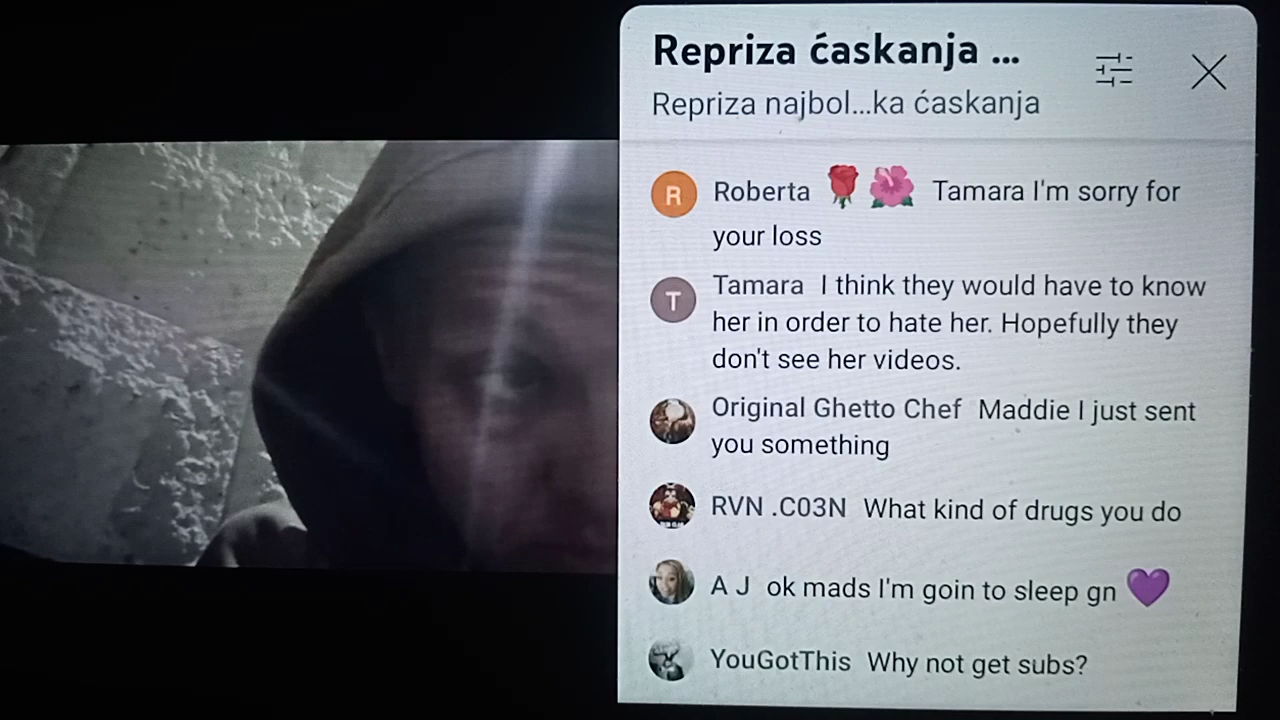 Repriza ćaskanja ...
Repriza najbol...ka ćaskanja
R
Roberta 🌹🌺 Tamara I'm sorry for
your loss
T
Tamara I think they would have to know
her in order to hate her. Hopefully they
don't see her videos.
Original Ghetto Chef Maddie I just sent
you something
RVN .C03N What kind of drugs you do
A J ok mads I'm goin to sleep gn 💜
YouGotThis Why not get subs?